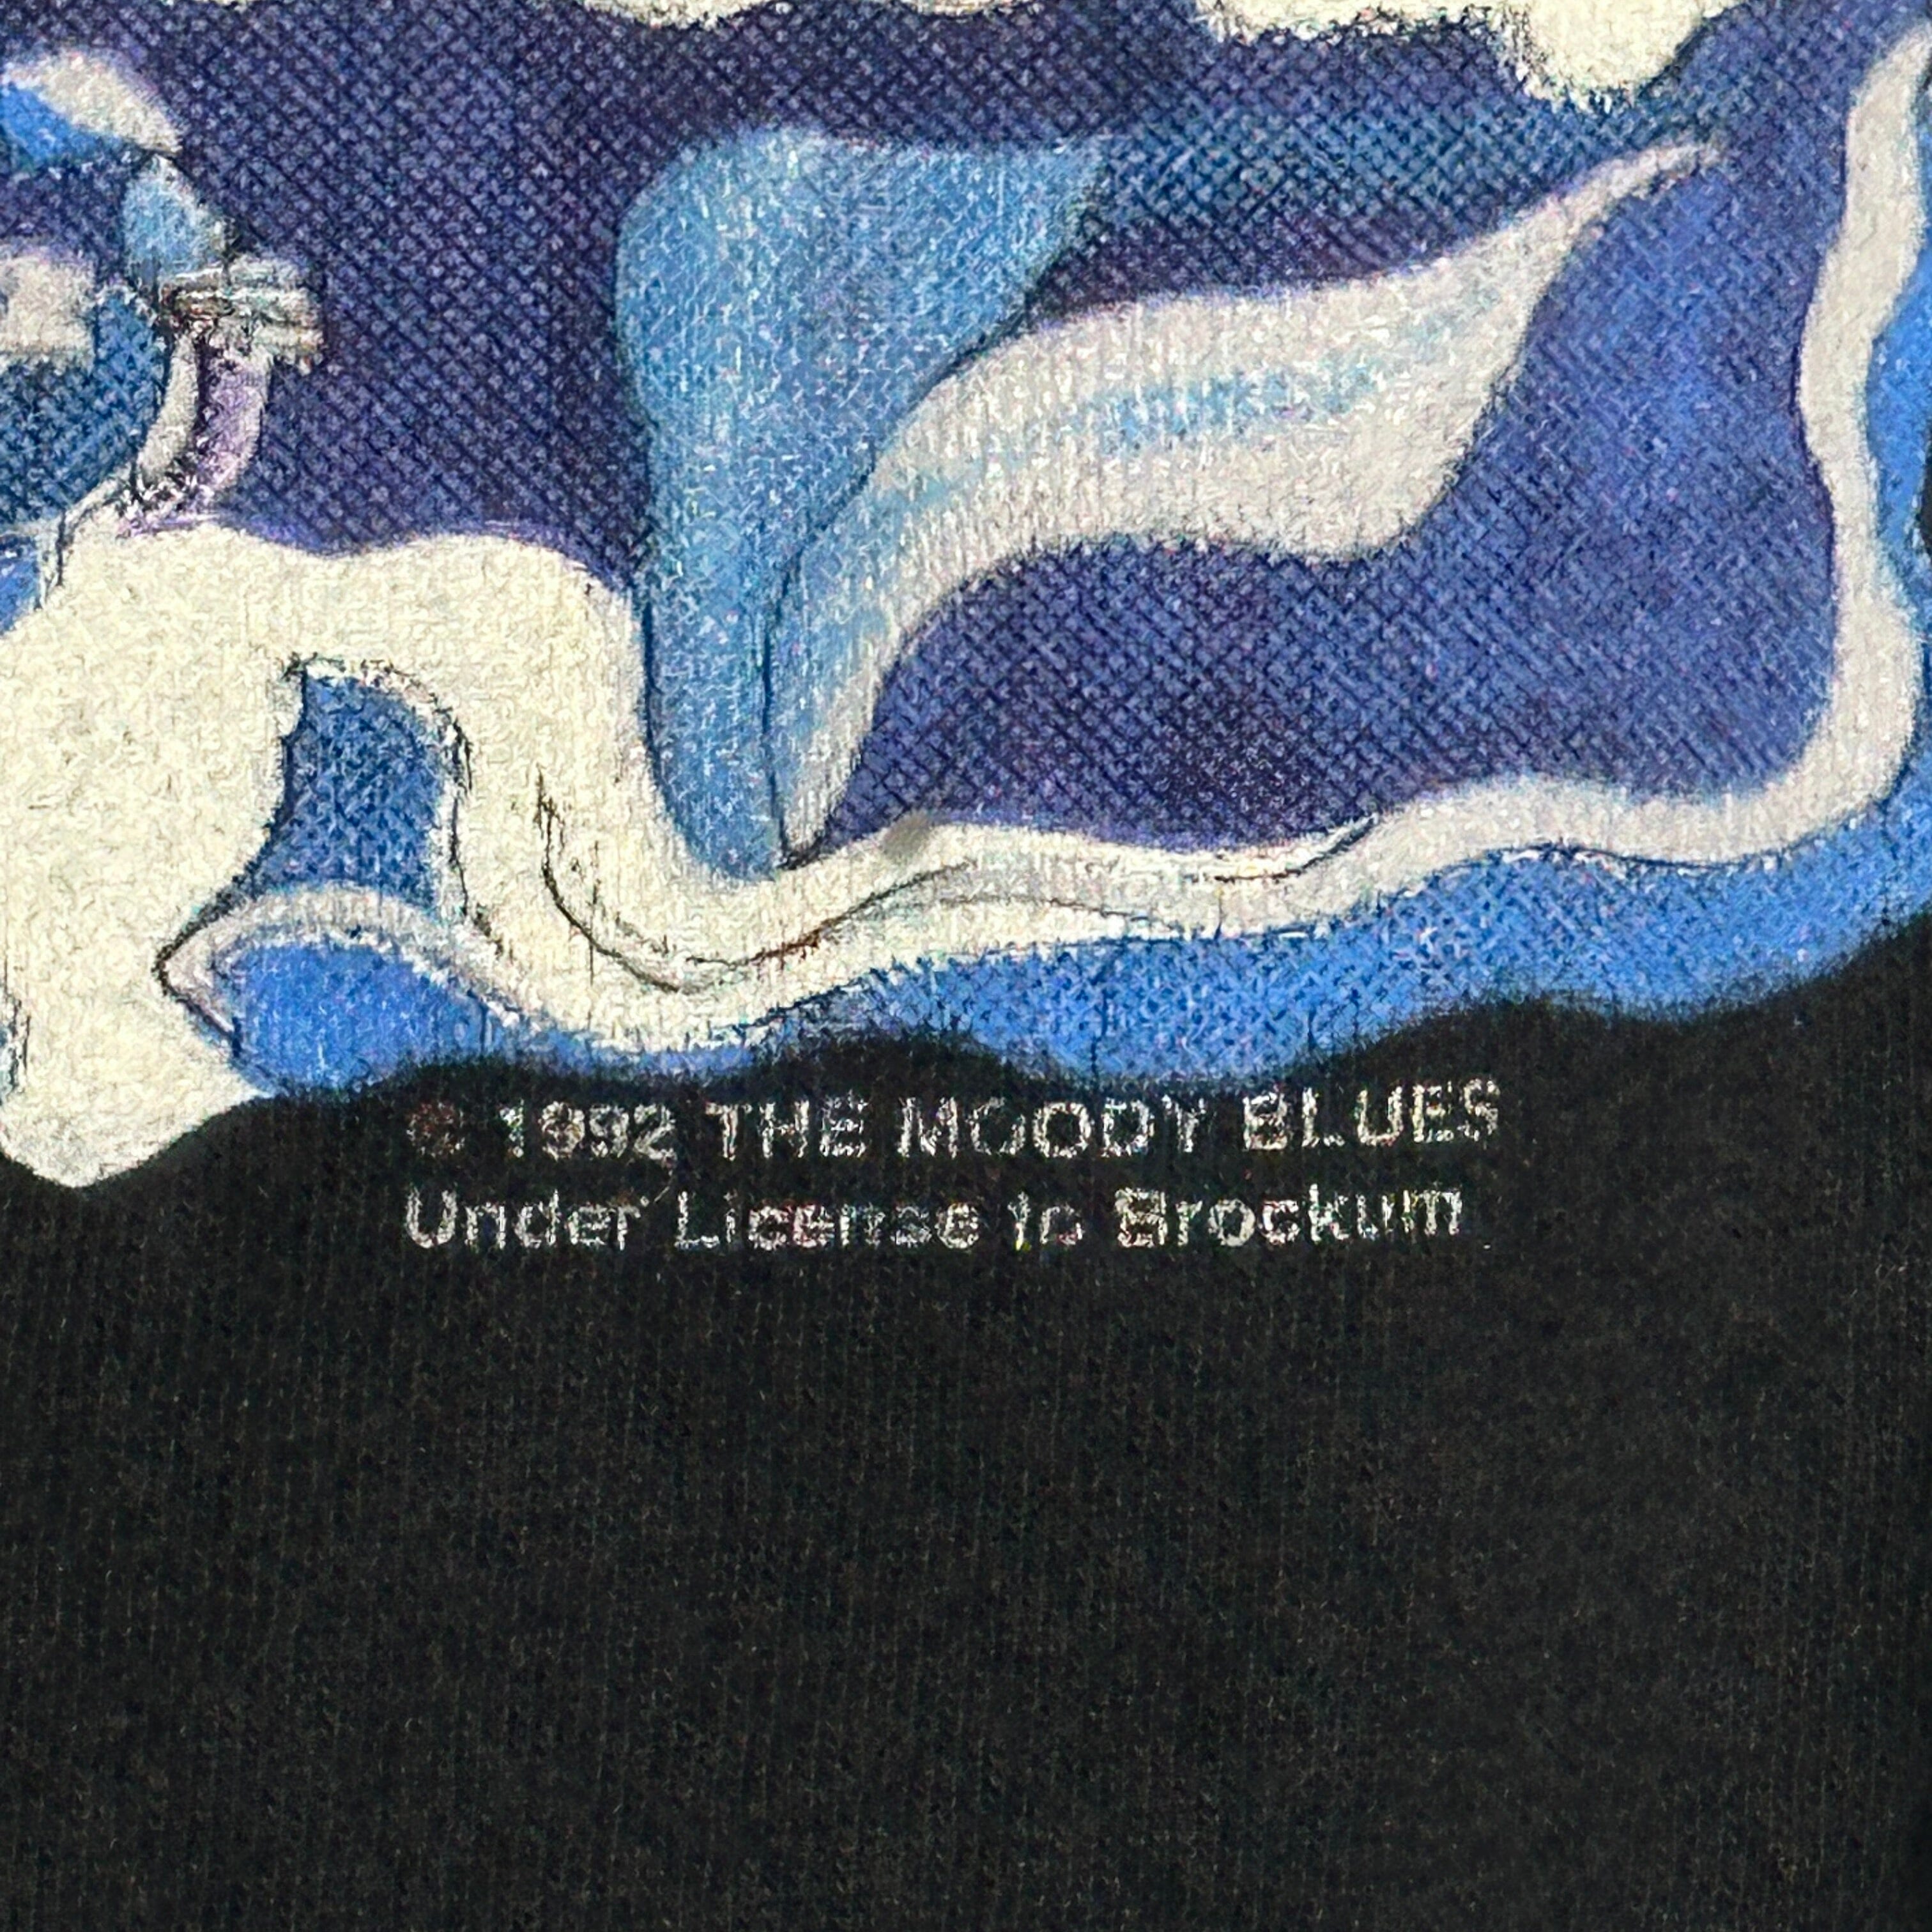 © 1992 THE MOODY BLUES
Under License to Brockum